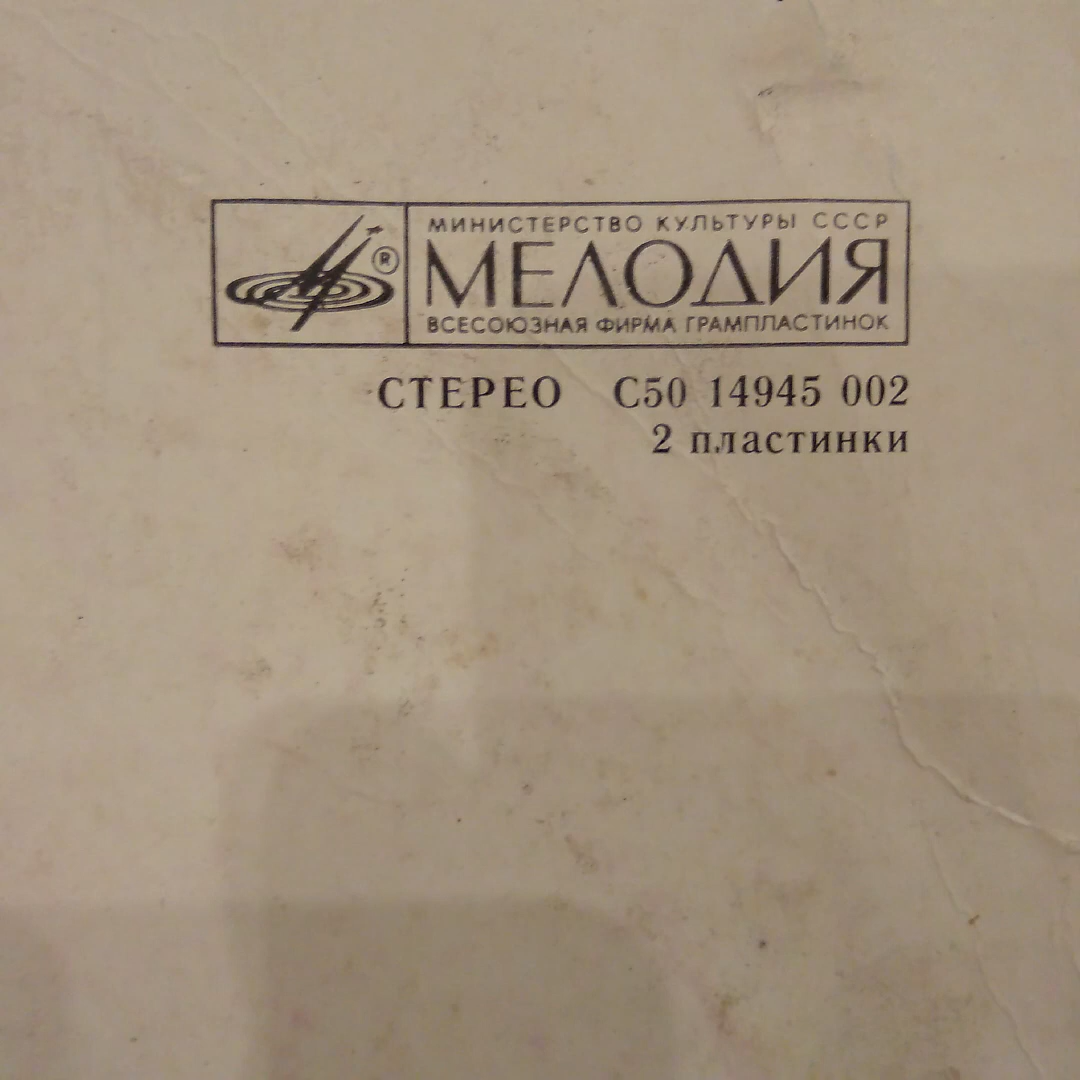 МИНИСТЕРСТВО КУЛЬТУРЫ СССР
®
МЕЛОДИЯ
ВСЕСОЮЗНАЯ ФИРМА ГРАМПЛАСТИНОК
СТЕРЕО С50 14945 002
2 пластинки